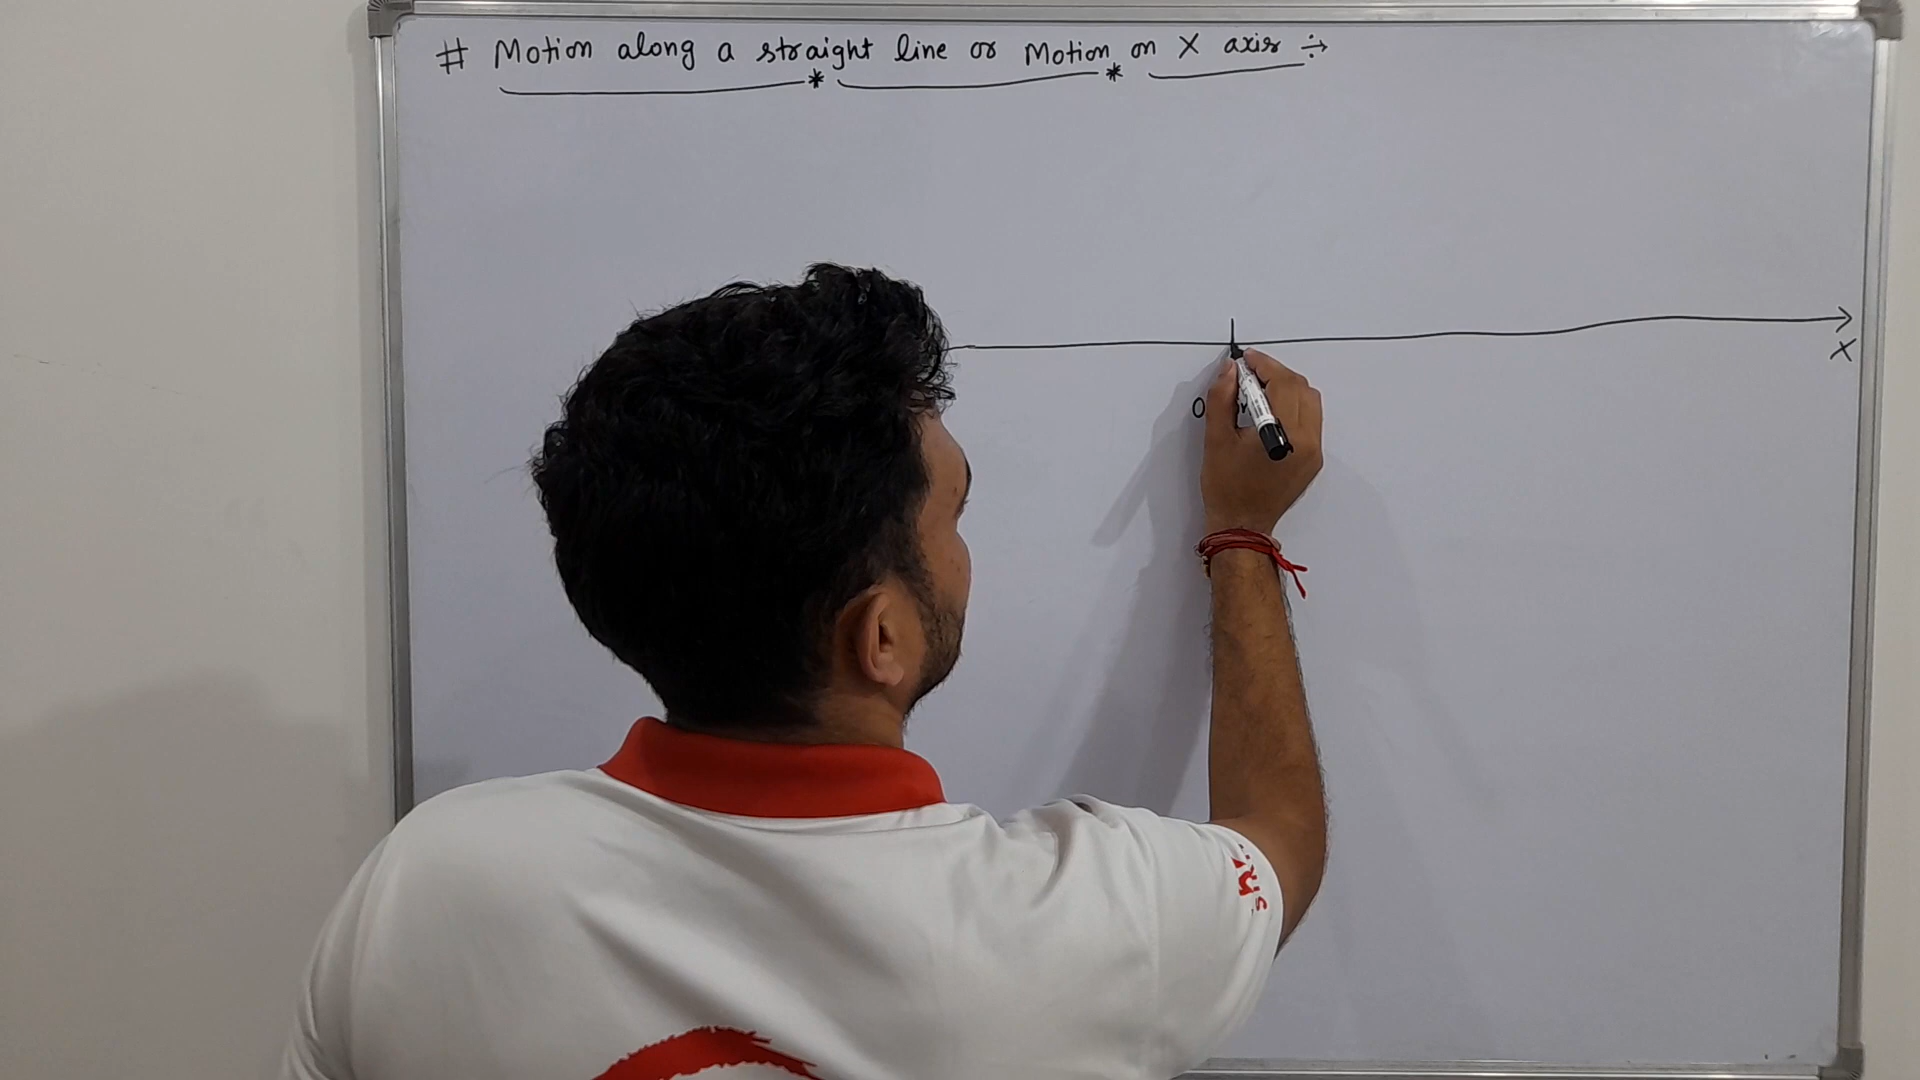 # Motion along a straight line or Motion on X axis ÷→
X
O